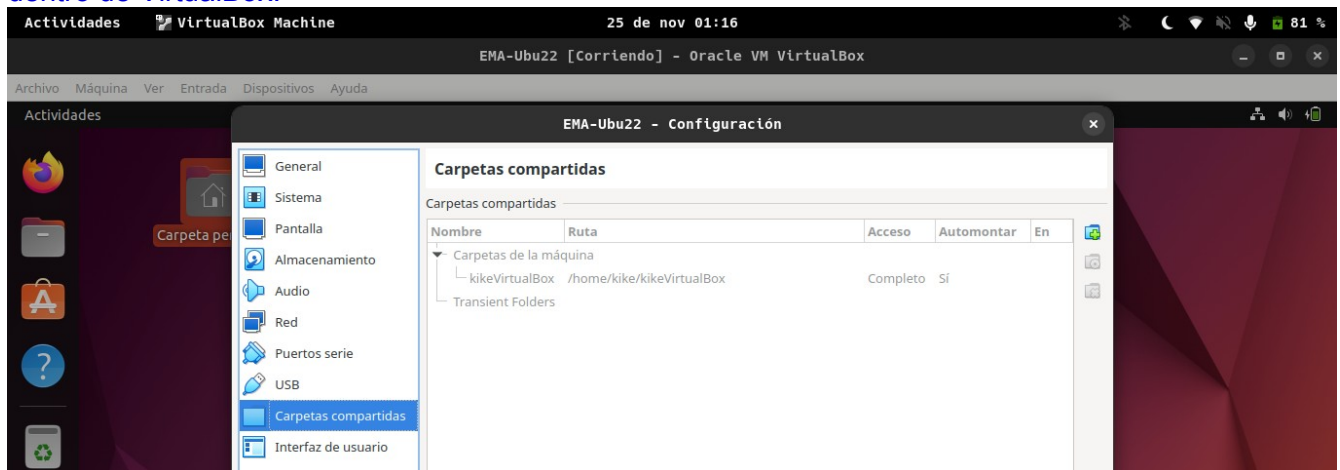 dentro de VirtualBox.
Actividades VirtualBox Machine 25 de nov 01:16 81 %
EMA-Ubu22 [Corriendo] - Oracle VM VirtualBox
Archivo Máquina Ver Entrada Dispositivos Ayuda
Actividades
EMA-Ubu22 - Configuración
Carpeta per
General
Sistema
Pantalla
Almacenamiento
Audio
Red
Puertos serie
USB
Carpetas compartidas
Interfaz de usuario
Carpetas compartidas
Carpetas compartidas
Nombre Ruta Acceso Automontar En
Carpetas de la máquina
kikeVirtualBox /home/kike/kikeVirtualBox Completo Sí
Transient Folders